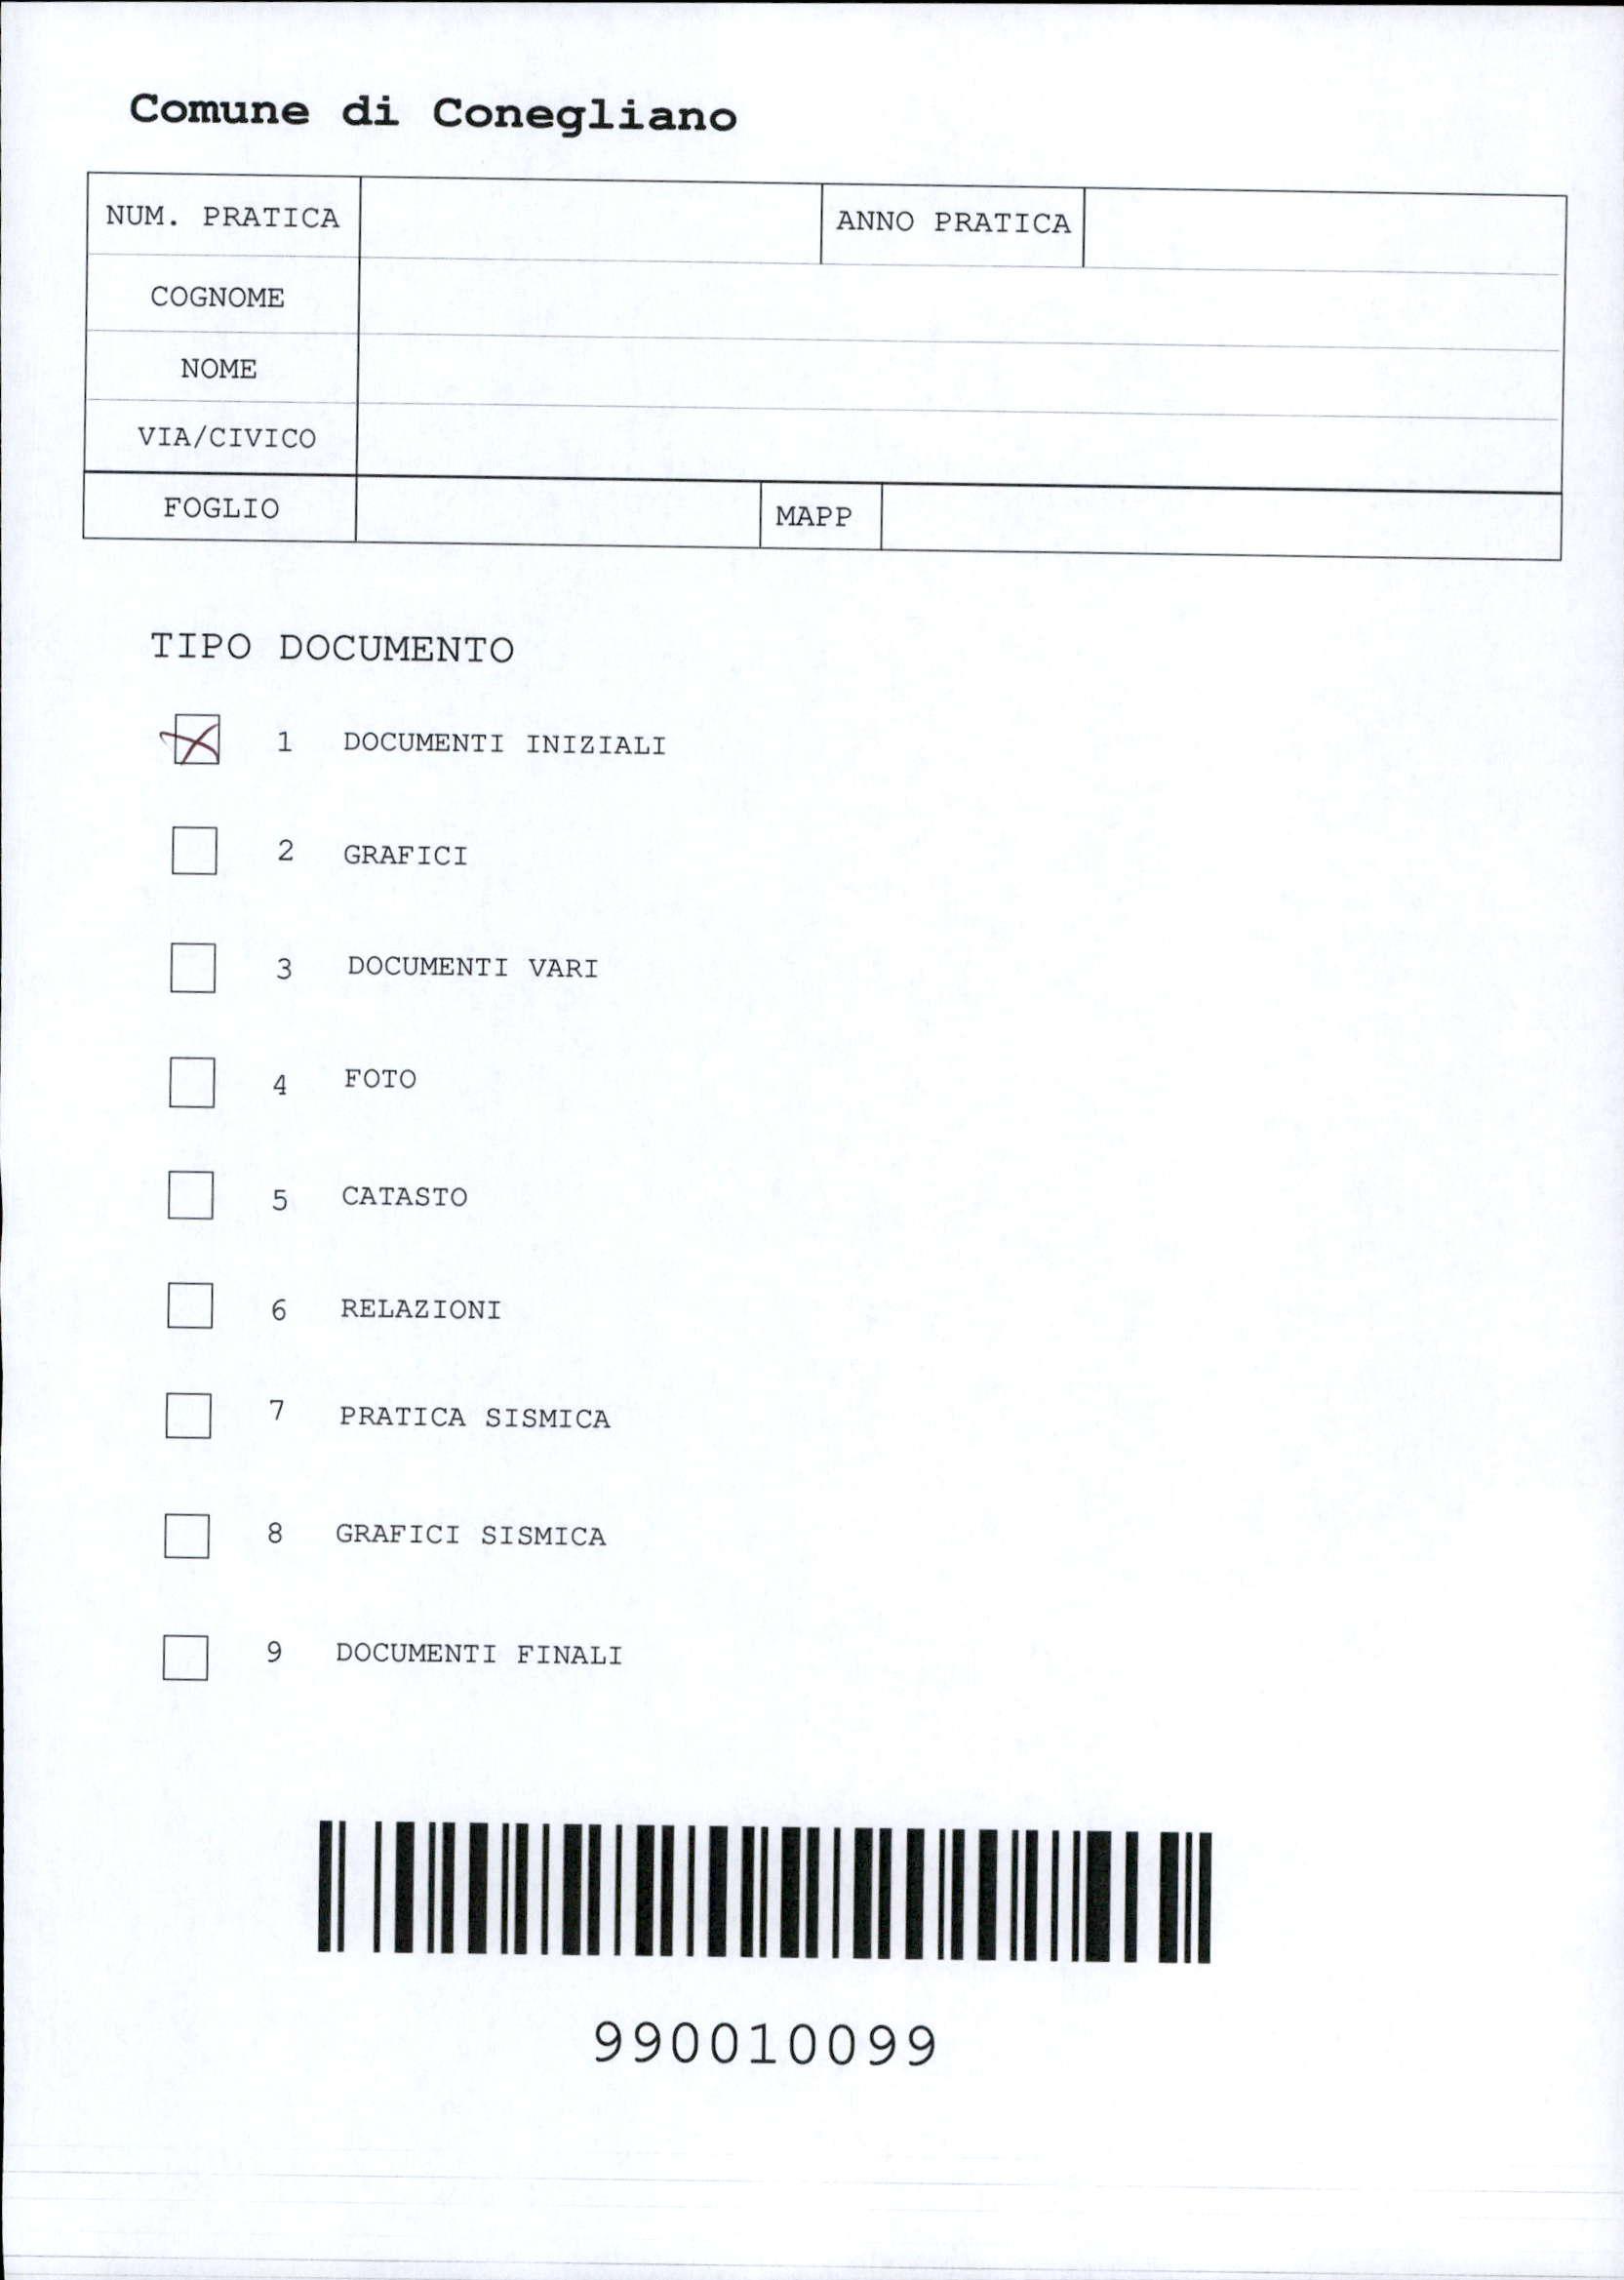 Comune di Conegliano
NUM. PRATICA ANNO PRATICA
COGNOME
NOME
VIA/CIVICO
FOGLIO MAPP
TIPO DOCUMENTO
1 DOCUMENTI INIZIALI
2 GRAFICI
3 DOCUMENTI VARI
4 FOTO
5 CATASTO
6 RELAZIONI
7 PRATICA SISMICA
8 GRAFICI SISMICA
9 DOCUMENTI FINALI
990010099